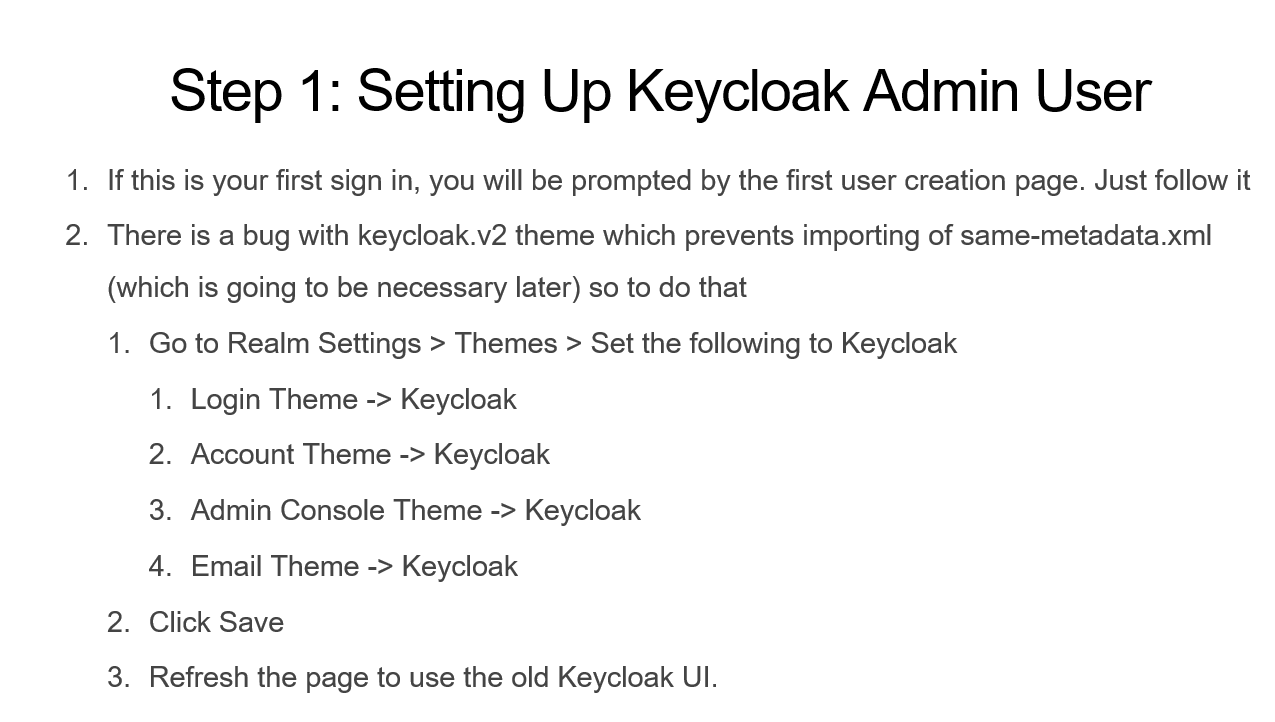 Step 1: Setting Up Keycloak Admin User
1. If this is your first sign in, you will be prompted by the first user creation page. Just follow it
2. There is a bug with keycloak.v2 theme which prevents importing of same-metadata.xml
(which is going to be necessary later) so to do that
1. Go to Realm Settings > Themes > Set the following to Keycloak
1. Login Theme -> Keycloak
2. Account Theme -> Keycloak
3. Admin Console Theme -> Keycloak
4. Email Theme -> Keycloak
2. Click Save
3. Refresh the page to use the old Keycloak UI.